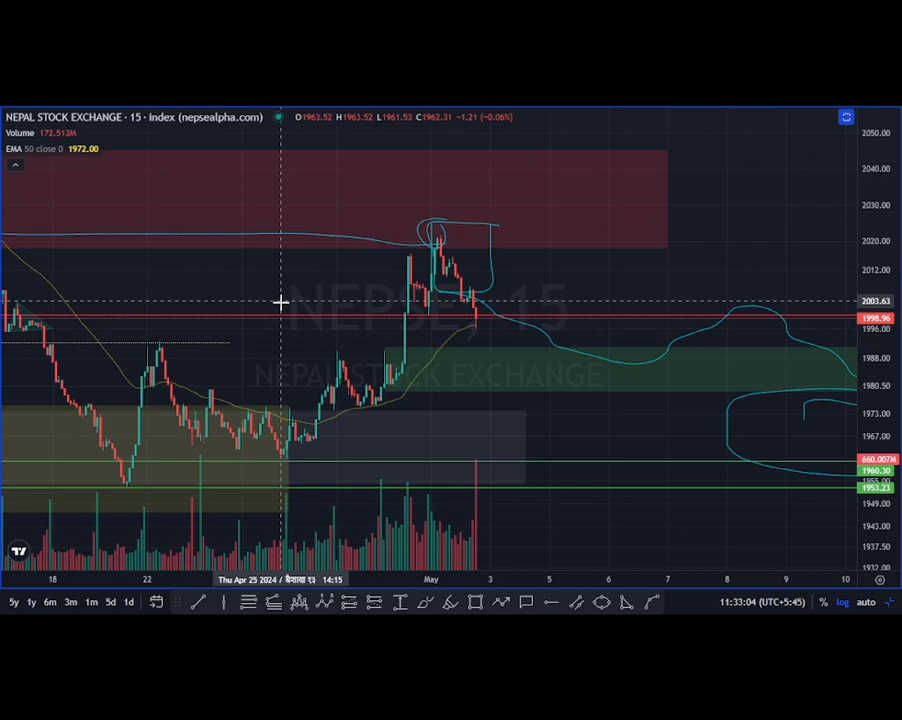 NEPAL STOCK EXCHANGE · 15 · index (nepsealpha.com) O1963.52 H1963.52 L1961.53 C1962.31 −1.21 (−0.06%)
Volume 172.513M
EMA 50 close 0 1972.00
2050.00
2040.00
2030.00
2020.00
2012.00
2003.63
1998.96
1996.00
1988.00
1980.50
1973.00
1967.00
660.007M
1960.30
1955.00
1953.23
1949.00
1943.00
1937.50
1932.00
NEPSE, 15
NEPAL STOCK EXCHANGE
18 22 Thu Apr 25 2024 / बैशाख १३ 14:15 May 3 5 6 7 8 9 10
5y 1y 6m 3m 1m 5d 1d 11:33:04 (UTC+5:45) % log auto